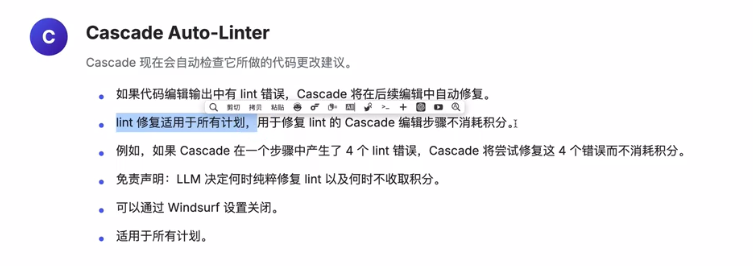 C
Cascade Auto-Linter
Cascade 现在会自动检查它所做的代码更改建议。
如果代码编辑输出中有 lint 错误，Cascade 将在后续编辑中自动修复。
剪切 拷贝 粘贴
lint 修复适用于所有计划，用于修复 lint 的 Cascade 编辑步骤不消耗积分。
例如，如果 Cascade 在一个步骤中产生了 4 个 lint 错误，Cascade 将尝试修复这 4 个错误而不消耗积分。
免责声明：LLM 决定何时纯粹修复 lint 以及何时不收取积分。
可以通过 Windsurf 设置关闭。
适用于所有计划。